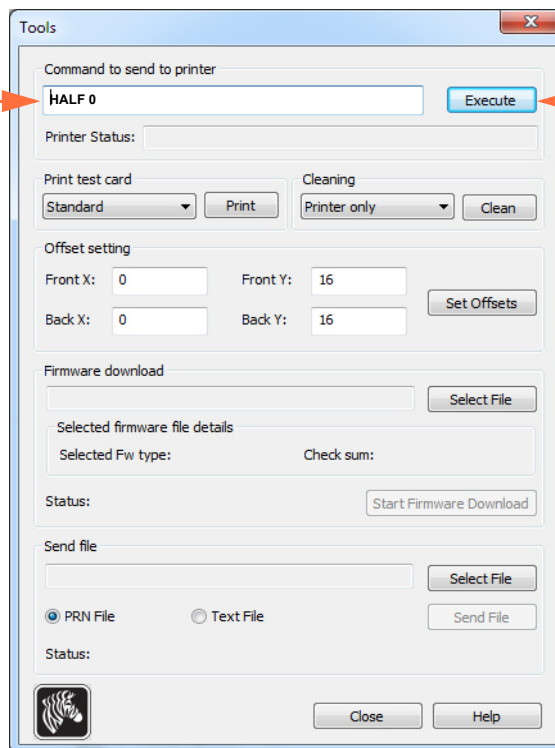 Tools
Command to send to printer
HALF 0
Execute
Printer Status:
Print test card
Cleaning
Standard
Print
Printer only
Clean
Offset setting
Front X: 0 Front Y: 16
Set Offsets
Back X: 0 Back Y: 16
Firmware download
Select File
Selected firmware file details
Selected Fw type: Check sum:
Status:
Start Firmware Download
Send file
Select File
PRN File Text File
Send File
Status:
Close
Help